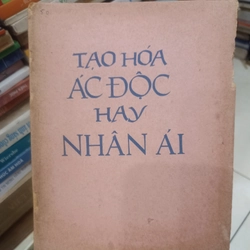 TẠO HÓA
ÁC ĐỘC
HAY
NHÂN ÁI